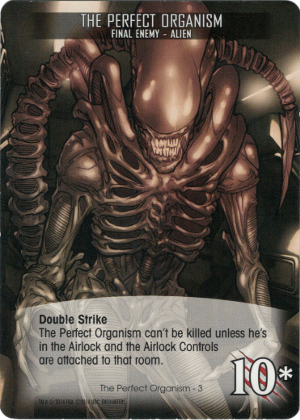 THE PERFECT ORGANISM
FINAL ENEMY - ALIEN
Double Strike
The Perfect Organism can't be killed unless he's
in the Airlock and the Airlock Controls
are attached to that room.
The Perfect Organism - 3
10*